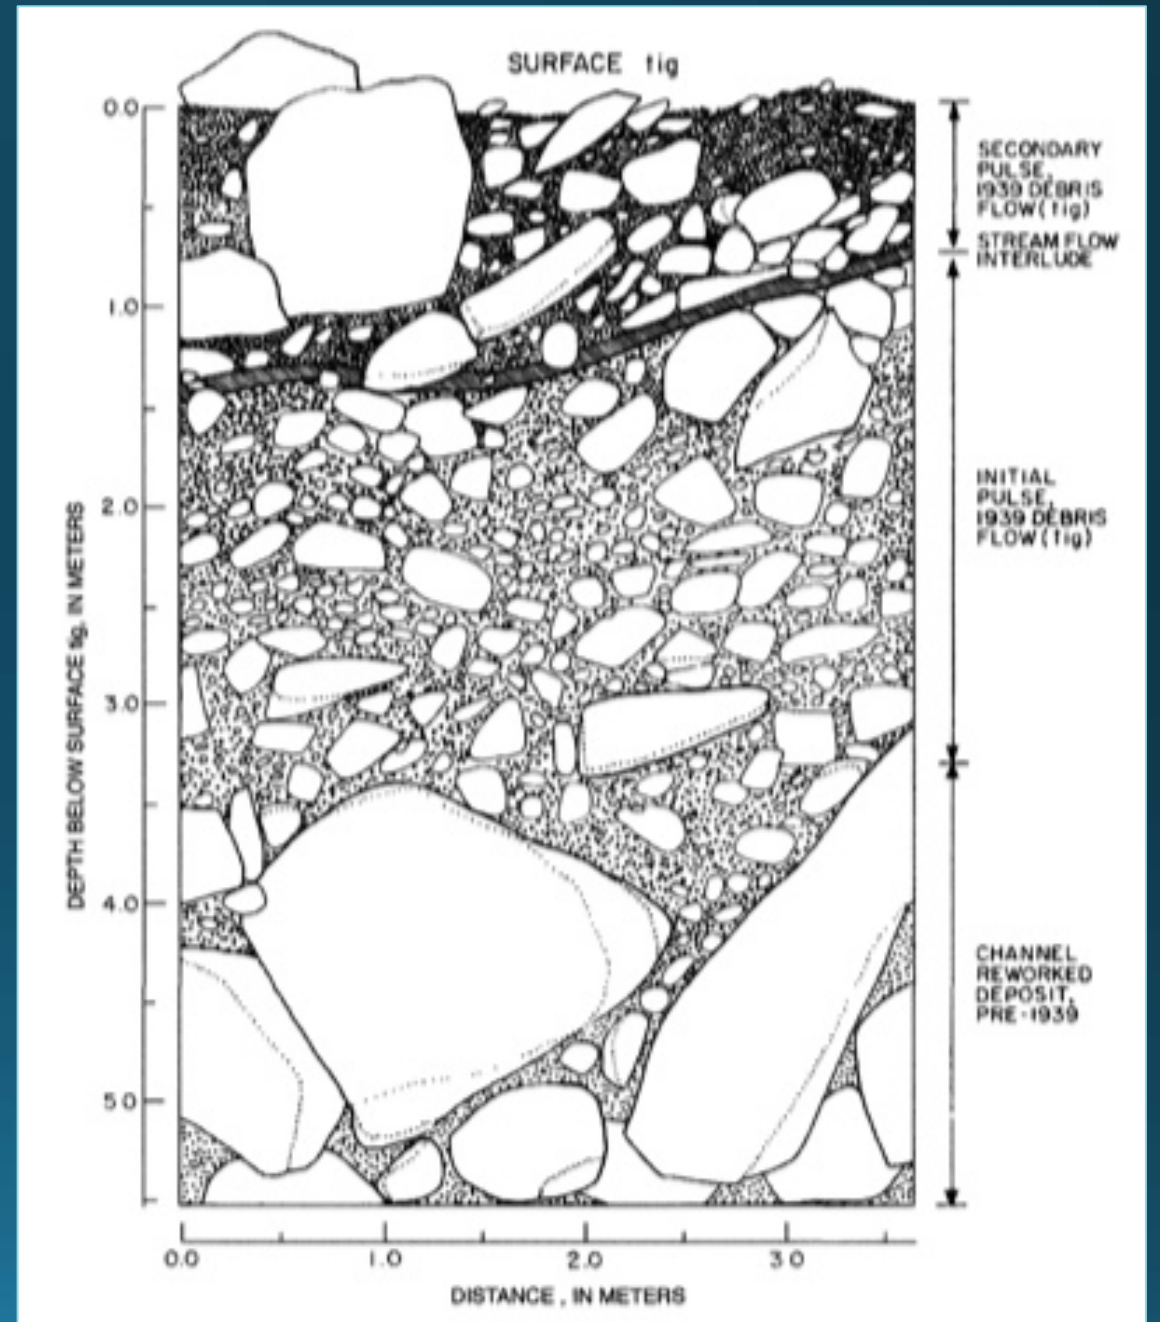 SURFACE tig
0.0
1.0
2.0
3.0
4.0
5.0
DEPTH BELOW SURFACE tig, IN METERS
SECONDARY
PULSE,
1939 DEBRIS
FLOW(tig)
STREAM FLOW
INTERLUDE
INITIAL
PULSE,
1939 DEBRIS
FLOW(tig)
CHANNEL
REWORKED
DEPOSIT,
PRE-1939
0.0 1.0 2.0 3.0
DISTANCE, IN METERS